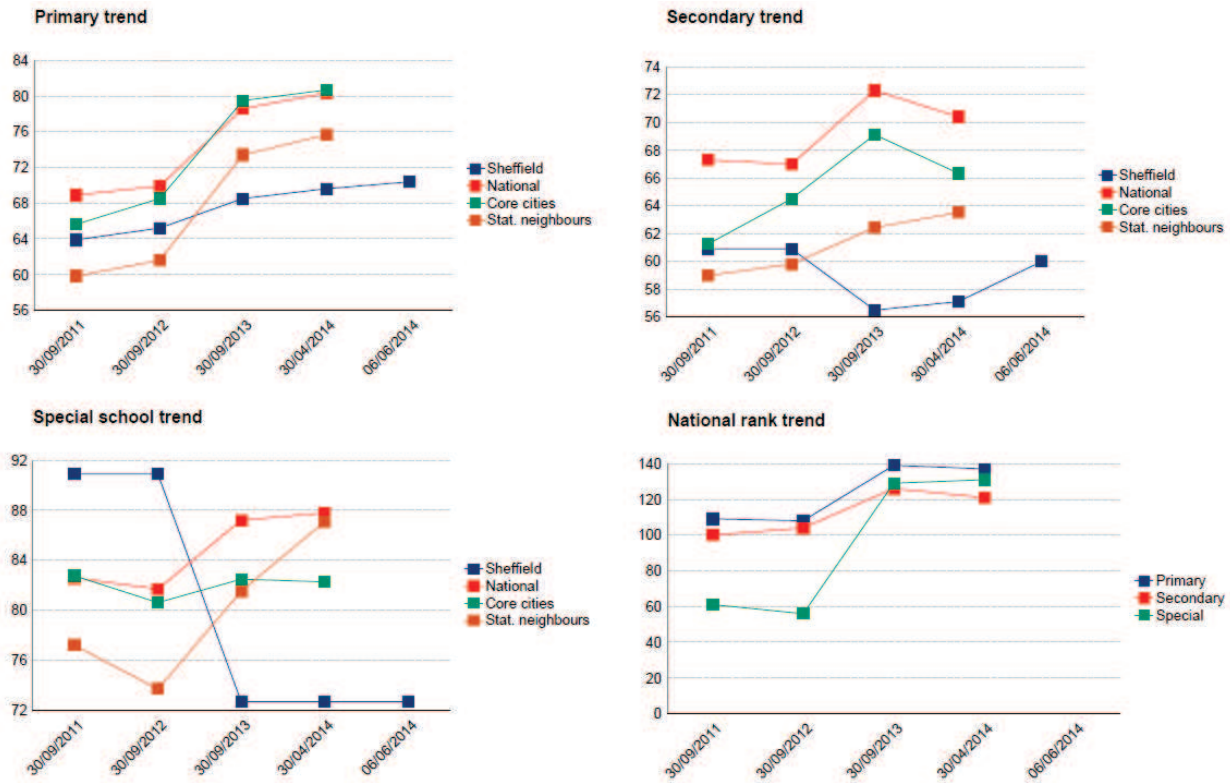 Primary trend
84
80
76
72
68
64
60
56
30/09/2011
30/09/2012
30/09/2013
30/04/2014
06/06/2014
Sheffield
National
Core cities
Stat. neighbours
Secondary trend
74
72
70
68
66
64
62
60
58
56
30/09/2011
30/09/2012
30/09/2013
30/04/2014
06/06/2014
Sheffield
National
Core cities
Stat. neighbours
Special school trend
92
88
84
80
76
72
30/09/2011
30/09/2012
30/09/2013
30/04/2014
06/06/2014
Sheffield
National
Core cities
Stat. neighbours
National rank trend
140
120
100
80
60
40
20
0
30/09/2011
30/09/2012
30/09/2013
30/04/2014
06/06/2014
Primary
Secondary
Special